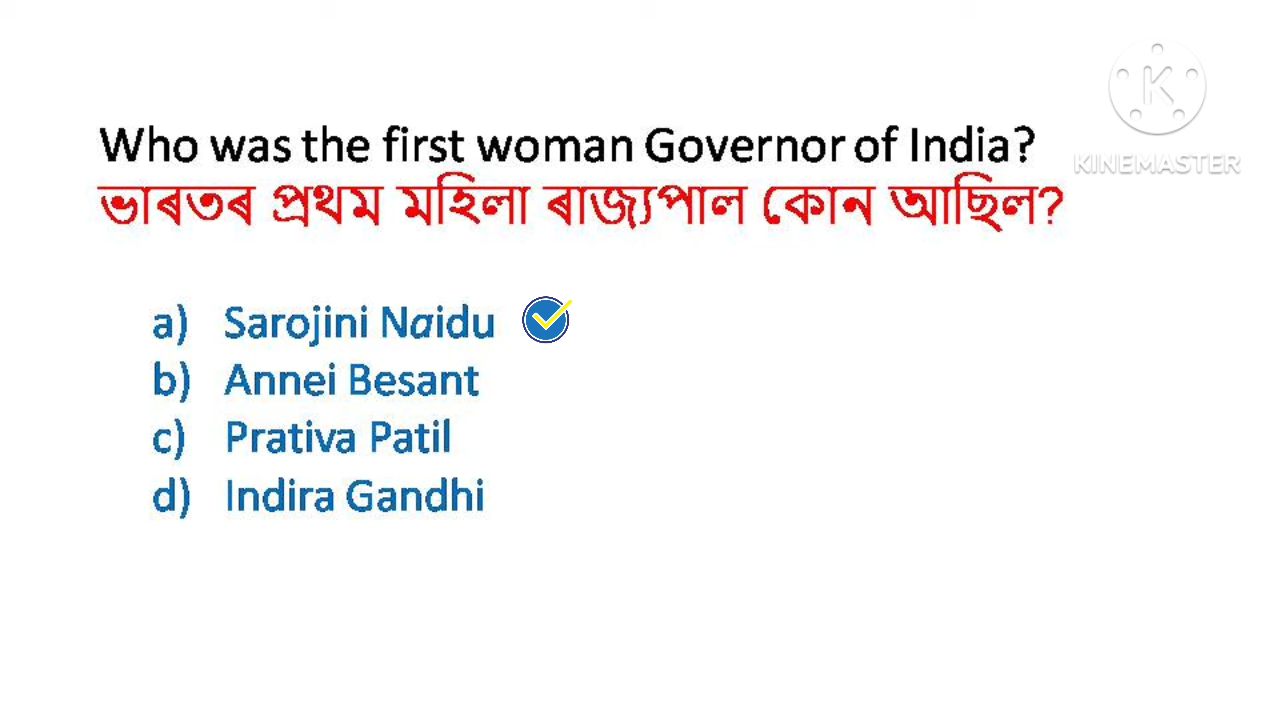 Who was the first woman Governor of India?
ভাৰতৰ প্ৰথম মহিলা ৰাজ্যপাল কোন আছিল?
a) Sarojini Naidu
b) Annei Besant
c) Prativa Patil
d) Indira Gandhi
K
KINEMASTER